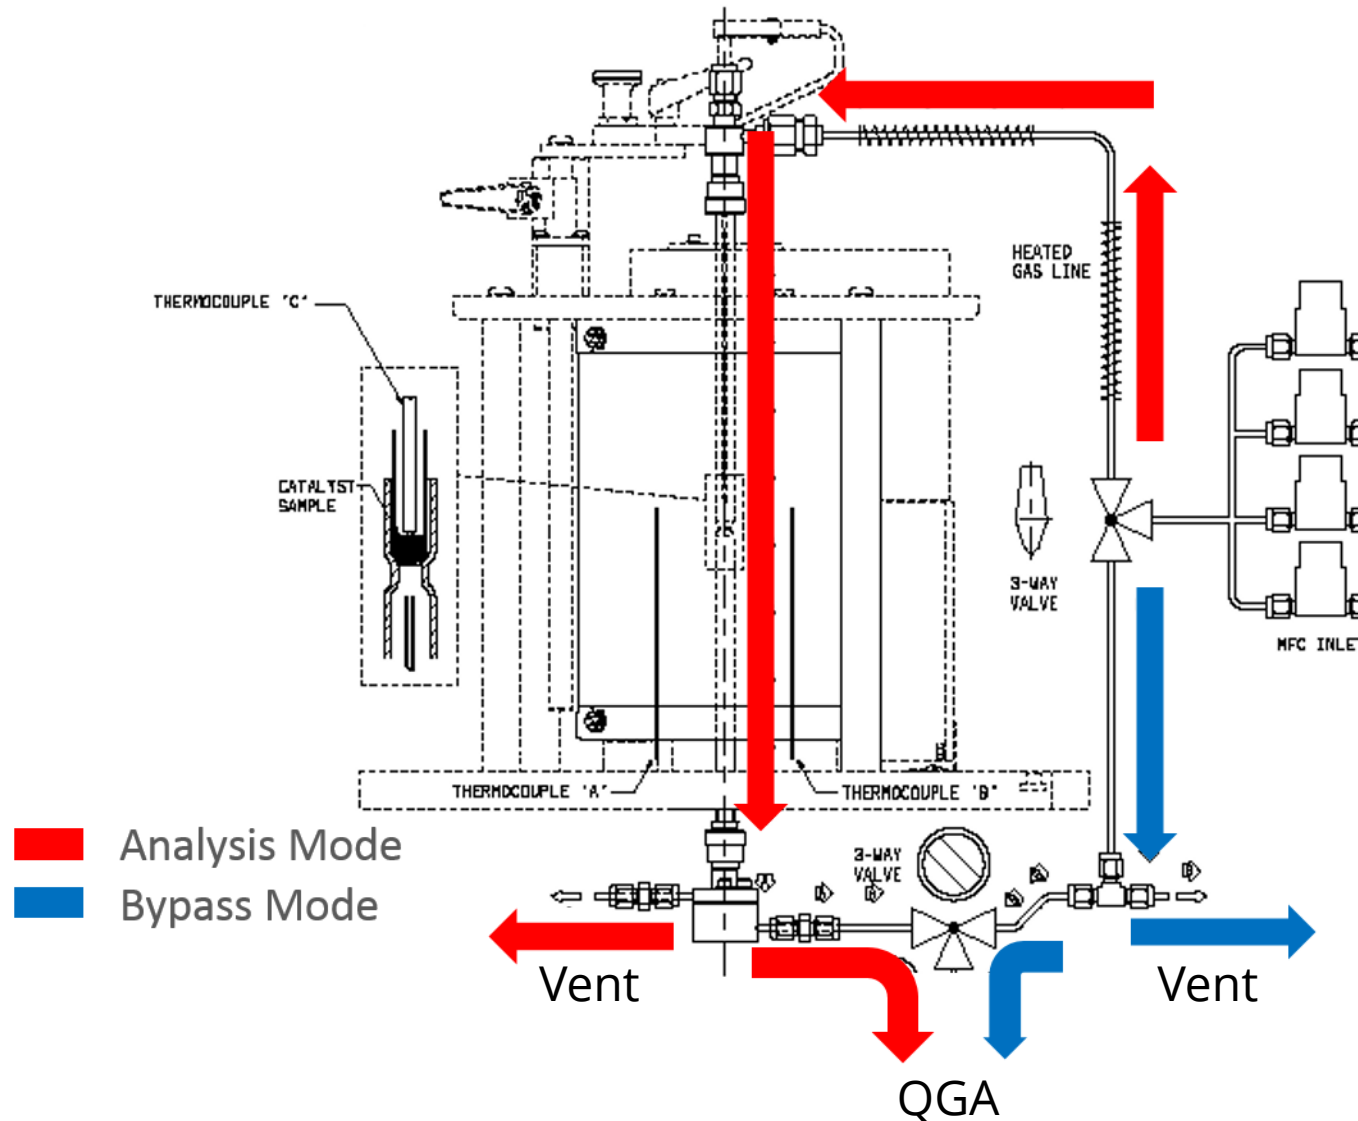 HEATED
GAS LINE
THERMOCOUPLE 'C'
CATALYST
SAMPLE
3-WAY
VALVE
MFC INLET
THERMOCOUPLE 'A'
THERMOCOUPLE 'B'
3-WAY
VALVE
Analysis Mode
Bypass Mode
Vent
Vent
QGA